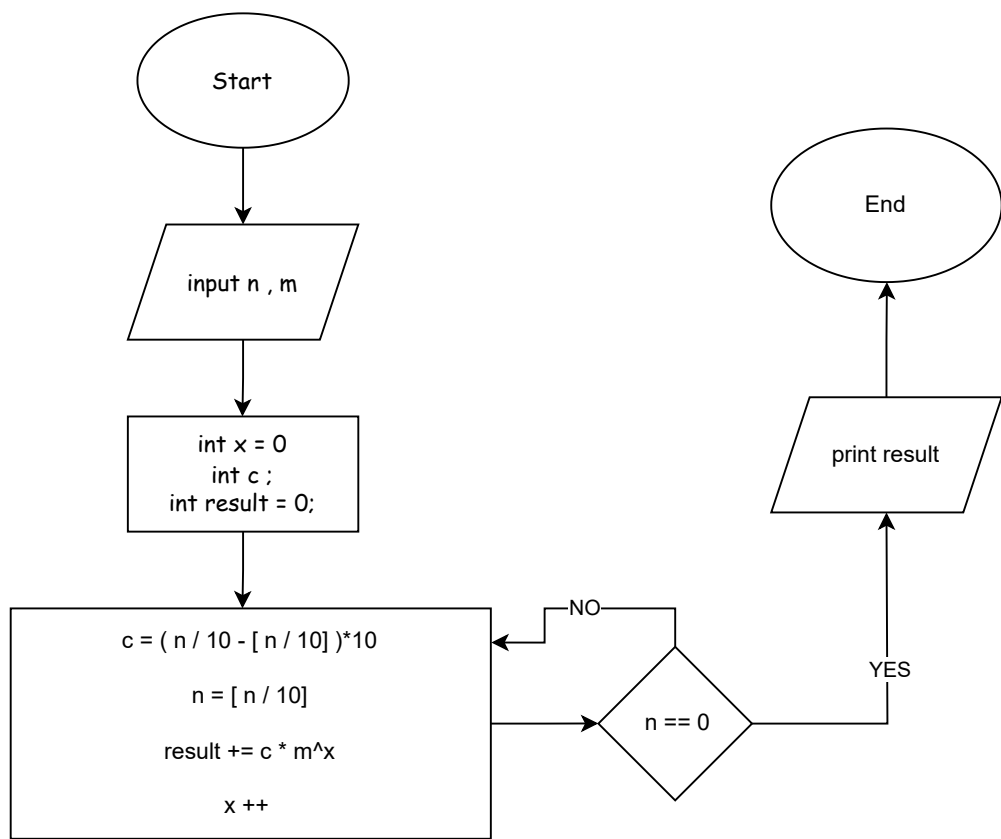 Start
input n , m
int x = 0
int c ;
int result = 0;
c = ( n / 10 - [ n / 10] )*10
n = [ n / 10]
result += c * m^x
x ++
NO
n == 0
YES
print result
End